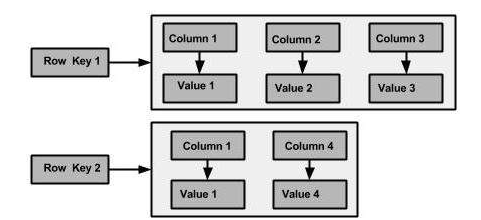 Column 1 Column 2 Column 3
Row Key 1
Value 1 Value 2 Value 3
Column 1 Column 4
Row Key 2
Value 1 Value 4